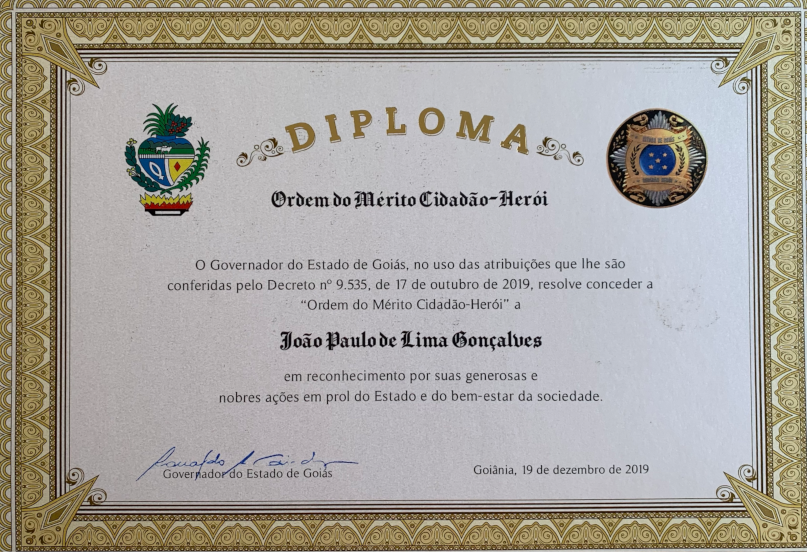 DIPLOMA
Ordem do Mérito Cidadão-Herói
O Governador do Estado de Goiás, no uso das atribuições que lhe são
conferidas pelo Decreto nº 9.535, de 17 de outubro de 2019, resolve conceder a
“Ordem do Mérito Cidadão-Herói” a
João Paulo de Lima Gonçalves
em reconhecimento por suas generosas e
nobres ações em prol do Estado e do bem-estar da sociedade.
Governador do Estado de Goiás
Goiânia, 19 de dezembro de 2019